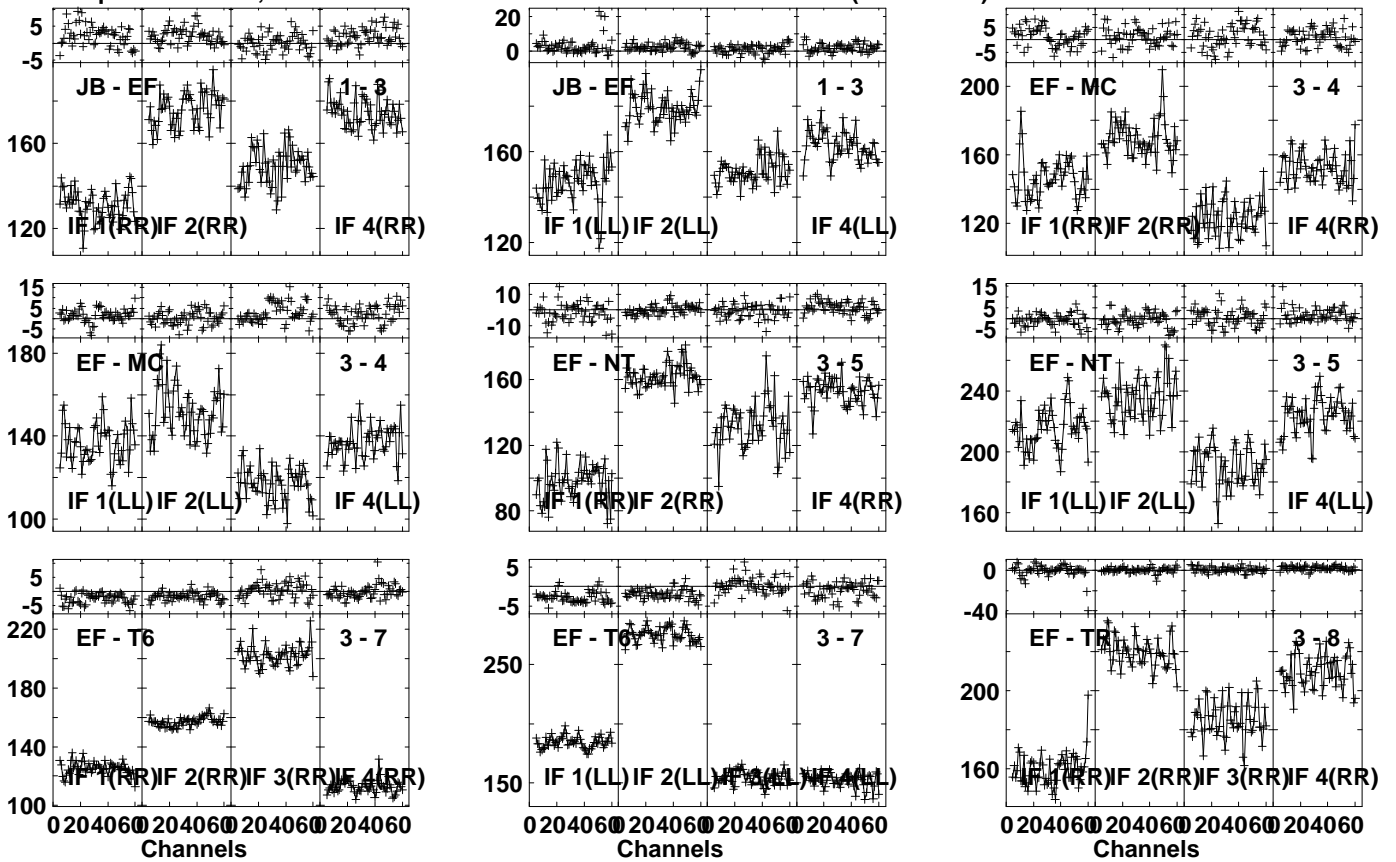 5 20 5
-5 0 -5
JB - EF 1 - 3 JB - EF 1 - 3 EF - MC 3 - 4
160 160 200
120 120 160
120
IF 1(RR) IF 2(RR) IF 4(RR) IF 1(LL) IF 2(LL) IF 4(LL) IF 1(RR) IF 2(RR) IF 4(RR)
15 10 15
5 -10 5
-5 -5
EF - MC 3 - 4 EF - NT 3 - 5 EF - NT 3 - 5
180 160 240
140 120 200
100 80 160
IF 1(LL) IF 2(LL) IF 4(LL) IF 1(RR) IF 2(RR) IF 4(RR) IF 1(LL) IF 2(LL) IF 4(LL)
5 5 0
-5 -5 -40
EF - T6 3 - 7 EF - T6 3 - 7 EF - TR 3 - 8
220 250 200
180 150 160
140
100
IF 1(RR) IF 2(RR) IF 3(RR) IF 4(RR) IF 1(LL) IF 2(LL) IF 3(LL) IF 4(LL) IF 1(RR) IF 2(RR) IF 3(RR) IF 4(RR)
0 20 40 60 0 20 40 60 0 20 40 60 0 20 40 60 0 20 40 60 0 20 40 60 0 20 40 60 0 20 40 60 0 20 40 60 0 20 40 60 0 20 40 60 0 20 40 60
Channels Channels Channels